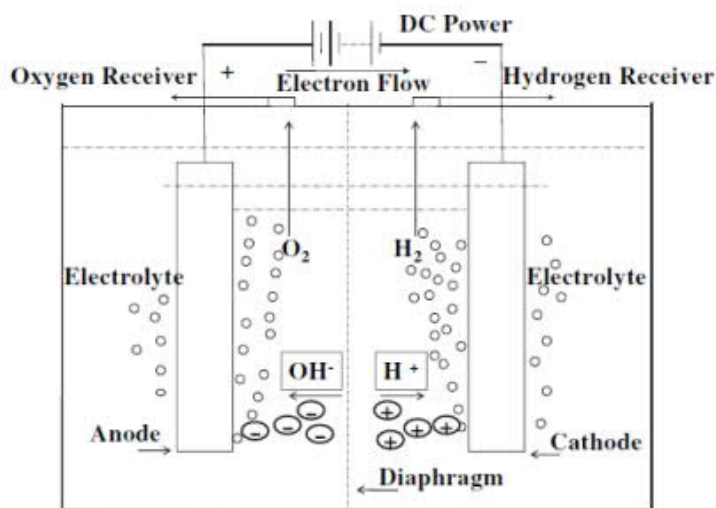 DC Power
Oxygen Receiver + Electron Flow − Hydrogen Receiver
O₂ H₂
Electrolyte Electrolyte
OH⁻ H⁺
− − − − + + + +
Anode Cathode
Diaphragm